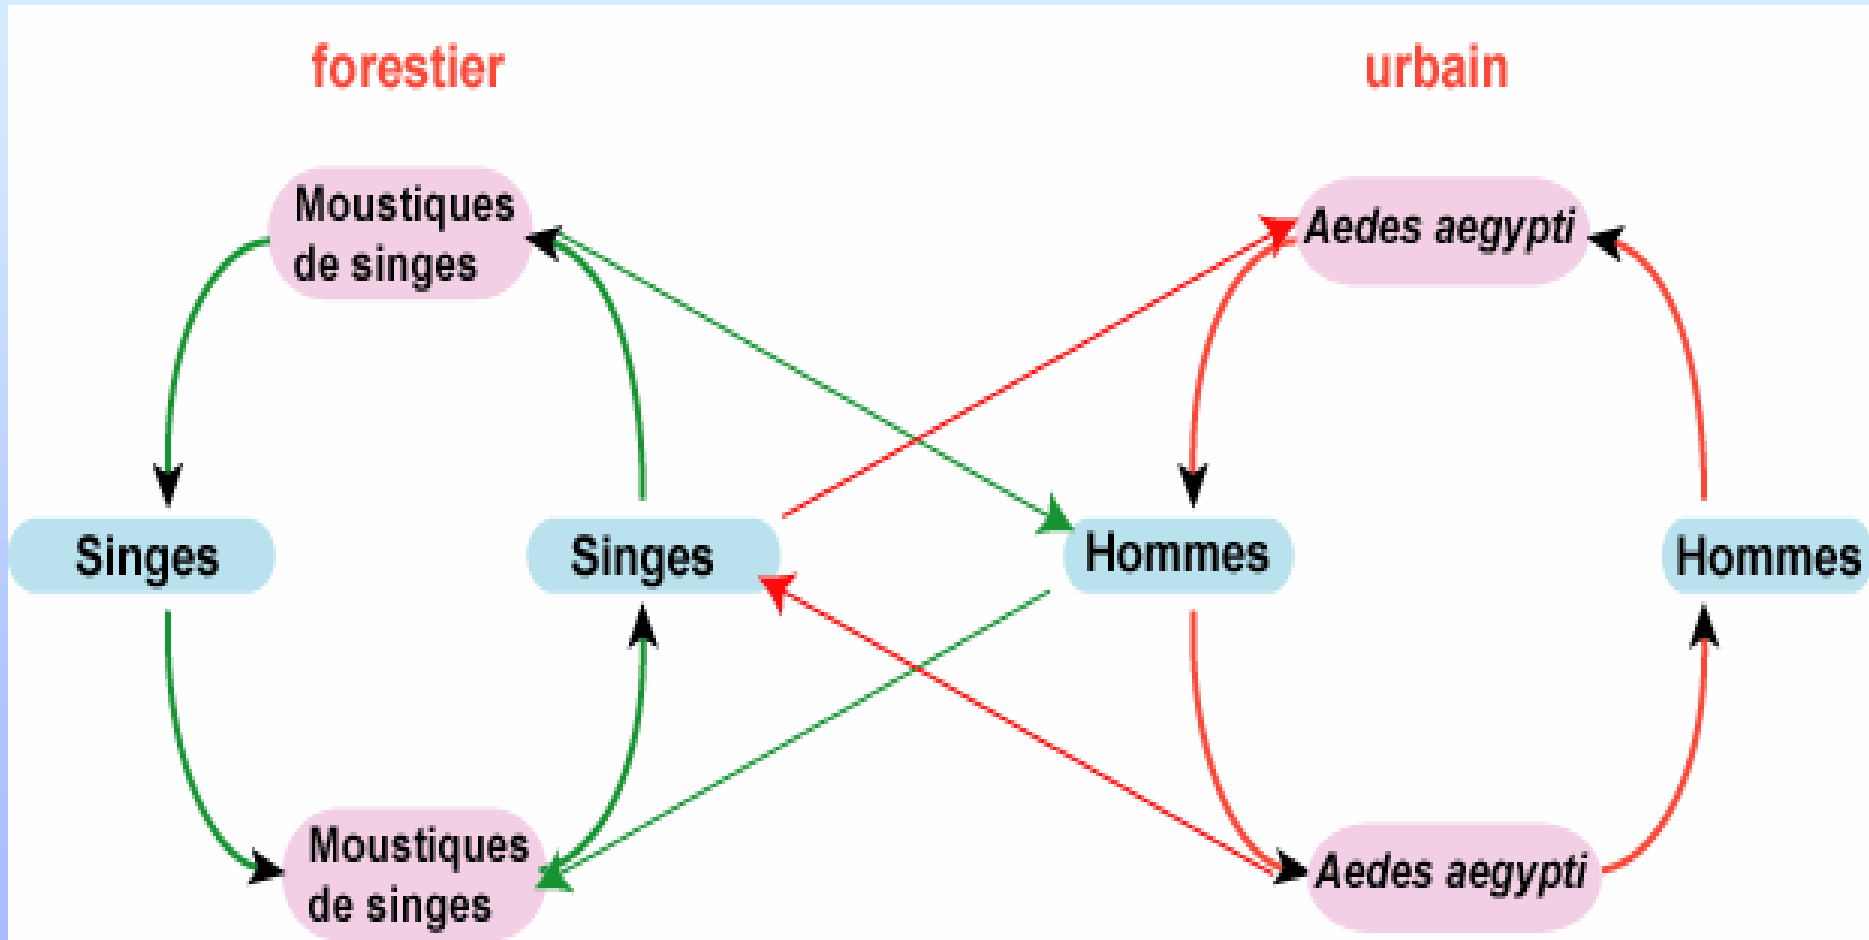 forestier
urbain
Moustiques
de singes
Aedes aegypti
Singes
Singes
Hommes
Hommes
Moustiques
de singes
Aedes aegypti